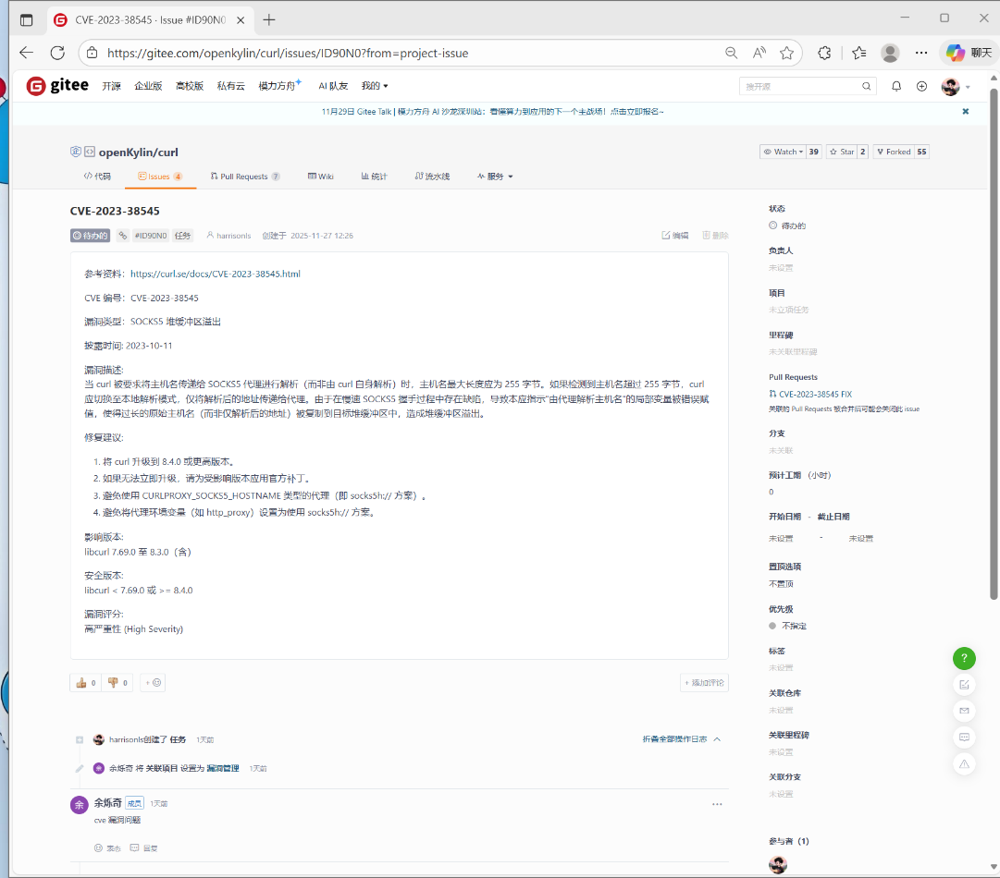 CVE-2023-38545 · Issue #ID90N0
https://gitee.com/openkylin/curl/issues/ID90N0?from=project-issue
聊天
gitee 开源 企业版 高校版 私有云 模力方舟 AI 队友 我的
搜开源
11月29日 Gitee Talk | 模力方舟 AI 沙龙深圳站：看懂算力到应用的下一个主战场！点击立即报名~
openKylin/curl
Watch 39 Star 2 Forked 55
代码 Issues 4 Pull Requests 7 Wiki 统计 流水线 服务
CVE-2023-38545
待办的 #ID90N0 任务 harrisonls 创建于 2025-11-27 12:26
编辑 删除
参考资料：https://curl.se/docs/CVE-2023-38545.html
CVE 编号：CVE-2023-38545
漏洞类型：SOCKS5 堆缓冲区溢出
披露时间: 2023-10-11
漏洞描述:
当 curl 被要求将主机名传递给 SOCKS5 代理进行解析（而非由 curl 自身解析）时，主机名最大长度应为 255 字节。如果检测到主机名超过 255 字节，curl
应切换至本地解析模式，仅将解析后的地址传递给代理。由于在慢速 SOCKS5 握手过程中存在缺陷，导致本应指示"由代理解析主机名"的局部变量被错误赋
值，使得过长的原始主机名（而非仅解析后的地址）被复制到目标堆缓冲区中，造成堆缓冲区溢出。
修复建议:
1. 将 curl 升级到 8.4.0 或更高版本。
2. 如果无法立即升级，请为受影响版本应用官方补丁。
3. 避免使用 CURLPROXY_SOCKS5_HOSTNAME 类型的代理（即 socks5h:// 方案）。
4. 避免将代理环境变量（如 http_proxy）设置为使用 socks5h:// 方案。
影响版本:
libcurl 7.69.0 至 8.3.0（含）
安全版本:
libcurl < 7.69.0 或 >= 8.4.0
漏洞评分:
高严重性 (High Severity)
0 0 +
+ 添加评论
harrisonls创建了 任务 1天前
折叠全部操作日志
余 余烁奇 将 关联项目 设置为 漏洞管理 1天前
余 余烁奇 成员 1天前
cve 漏洞问题
表态 回复
状态
待办的
负责人
未设置
项目
未立项任务
里程碑
未关联里程碑
Pull Requests
CVE-2023-38545 FIX
关联的 Pull Requests 被合并后可能会关闭此 issue
分支
未关联
预计工期 （小时）
0
开始日期 - 截止日期
未设置 - 未设置
置顶选项
不置顶
优先级
不指定
标签
未设置
关联仓库
未设置
关联里程碑
未设置
关联分支
未设置
参与者（1）
?